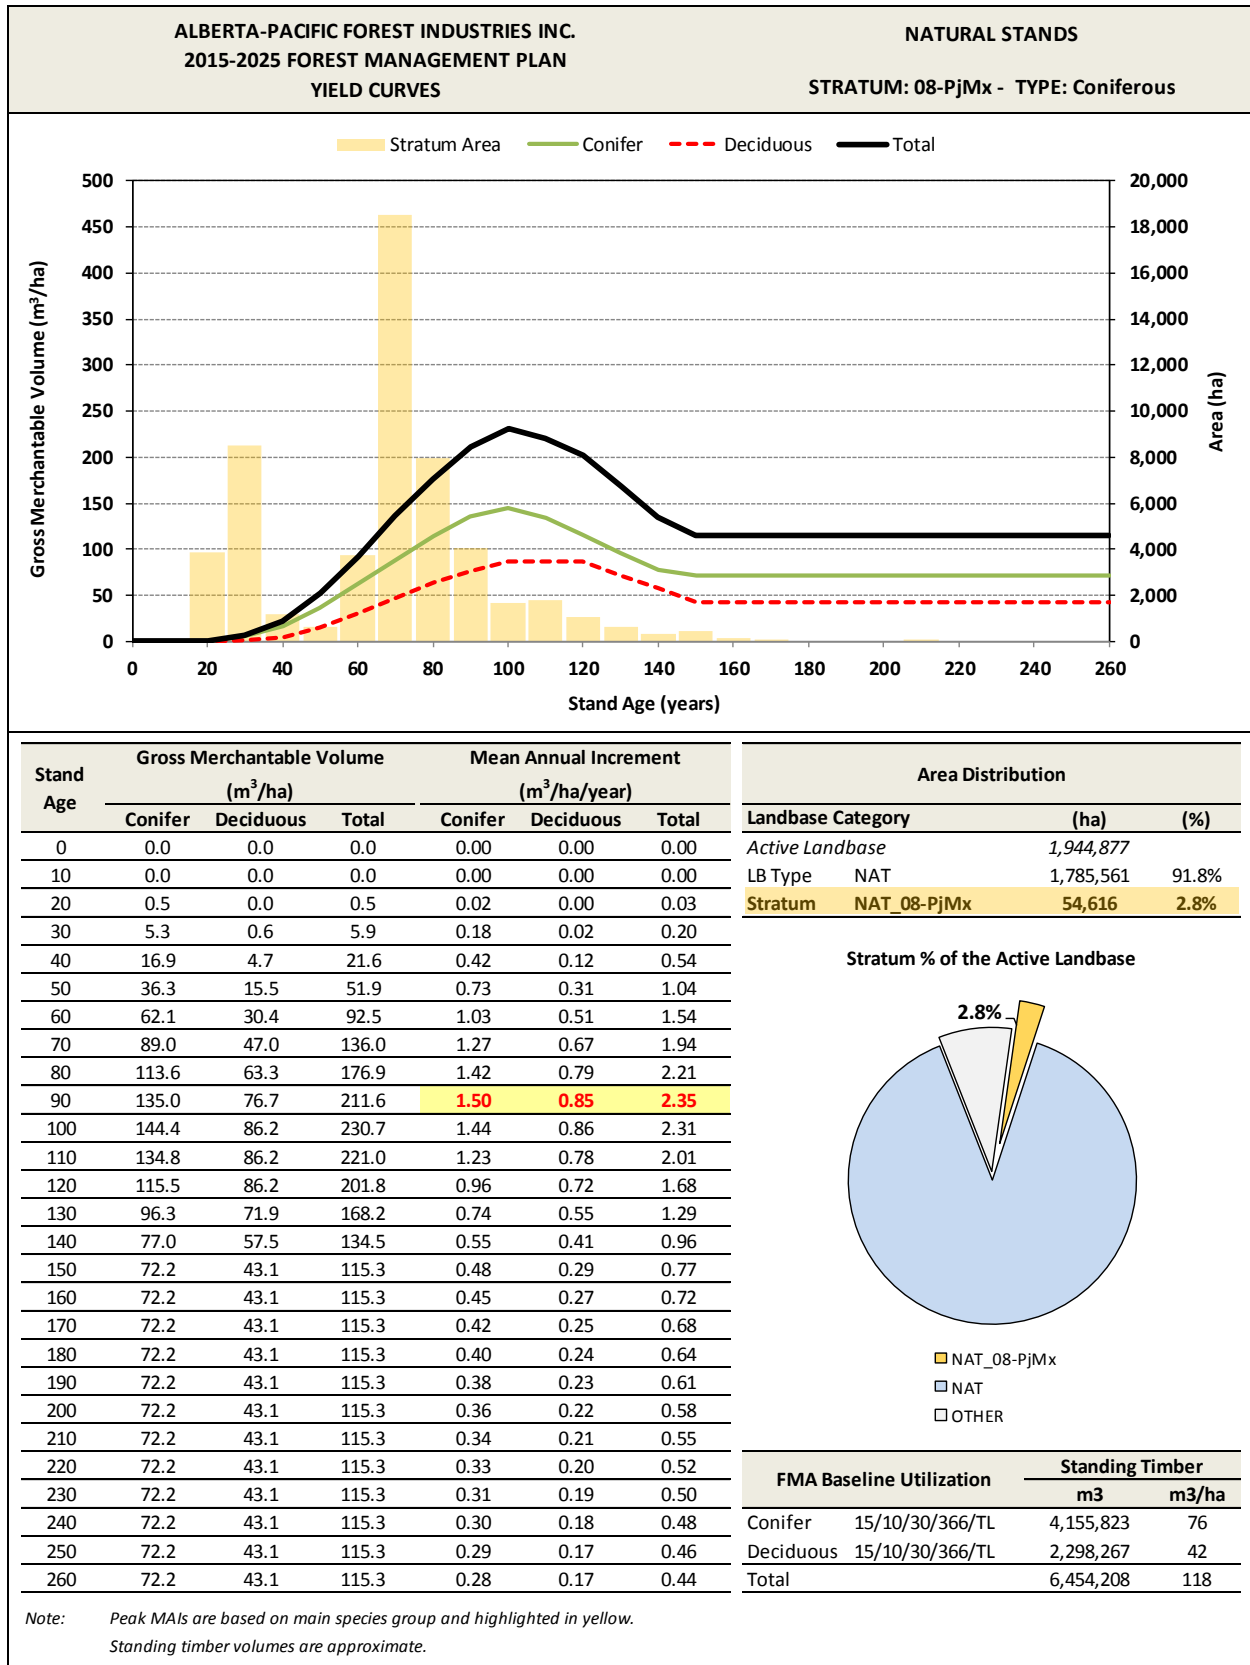 ALBERTA-PACIFIC FOREST INDUSTRIES INC.
2015-2025 FOREST MANAGEMENT PLAN
YIELD CURVES
NATURAL STANDS
STRATUM: 08-PjMx - TYPE: Coniferous
Stratum Area Conifer Deciduous Total
Gross Merchantable Volume (m³/ha)
500
450
400
350
300
250
200
150
100
50
0
20,000
18,000
16,000
14,000
12,000
10,000
8,000
6,000
4,000
2,000
0
Area (ha)
0 20 40 60 80 100 120 140 160 180 200 220 240 260
Stand Age (years)
Stand Age Gross Merchantable Volume (m³/ha) Mean Annual Increment (m³/ha/year)
Conifer Deciduous Total Conifer Deciduous Total
0 0.0 0.0 0.0 0.00 0.00 0.00
10 0.0 0.0 0.0 0.00 0.00 0.00
20 0.5 0.0 0.5 0.02 0.00 0.03
30 5.3 0.6 5.9 0.18 0.02 0.20
40 16.9 4.7 21.6 0.42 0.12 0.54
50 36.3 15.5 51.9 0.73 0.31 1.04
60 62.1 30.4 92.5 1.03 0.51 1.54
70 89.0 47.0 136.0 1.27 0.67 1.94
80 113.6 63.3 176.9 1.42 0.79 2.21
90 135.0 76.7 211.6 1.50 0.85 2.35
100 144.4 86.2 230.7 1.44 0.86 2.31
110 134.8 86.2 221.0 1.23 0.78 2.01
120 115.5 86.2 201.8 0.96 0.72 1.68
130 96.3 71.9 168.2 0.74 0.55 1.29
140 77.0 57.5 134.5 0.55 0.41 0.96
150 72.2 43.1 115.3 0.48 0.29 0.77
160 72.2 43.1 115.3 0.45 0.27 0.72
170 72.2 43.1 115.3 0.42 0.25 0.68
180 72.2 43.1 115.3 0.40 0.24 0.64
190 72.2 43.1 115.3 0.38 0.23 0.61
200 72.2 43.1 115.3 0.36 0.22 0.58
210 72.2 43.1 115.3 0.34 0.21 0.55
220 72.2 43.1 115.3 0.33 0.20 0.52
230 72.2 43.1 115.3 0.31 0.19 0.50
240 72.2 43.1 115.3 0.30 0.18 0.48
250 72.2 43.1 115.3 0.29 0.17 0.46
260 72.2 43.1 115.3 0.28 0.17 0.44
Area Distribution
Landbase Category (ha) (%)
Active Landbase 1,944,877
LB Type NAT 1,785,561 91.8%
Stratum NAT_08-PjMx 54,616 2.8%
Stratum % of the Active Landbase
2.8%
NAT_08-PjMx
NAT
OTHER
FMA Baseline Utilization Standing Timber
m3 m3/ha
Conifer 15/10/30/366/TL 4,155,823 76
Deciduous 15/10/30/366/TL 2,298,267 42
Total 6,454,208 118
Note: Peak MAIs are based on main species group and highlighted in yellow.
Standing timber volumes are approximate.